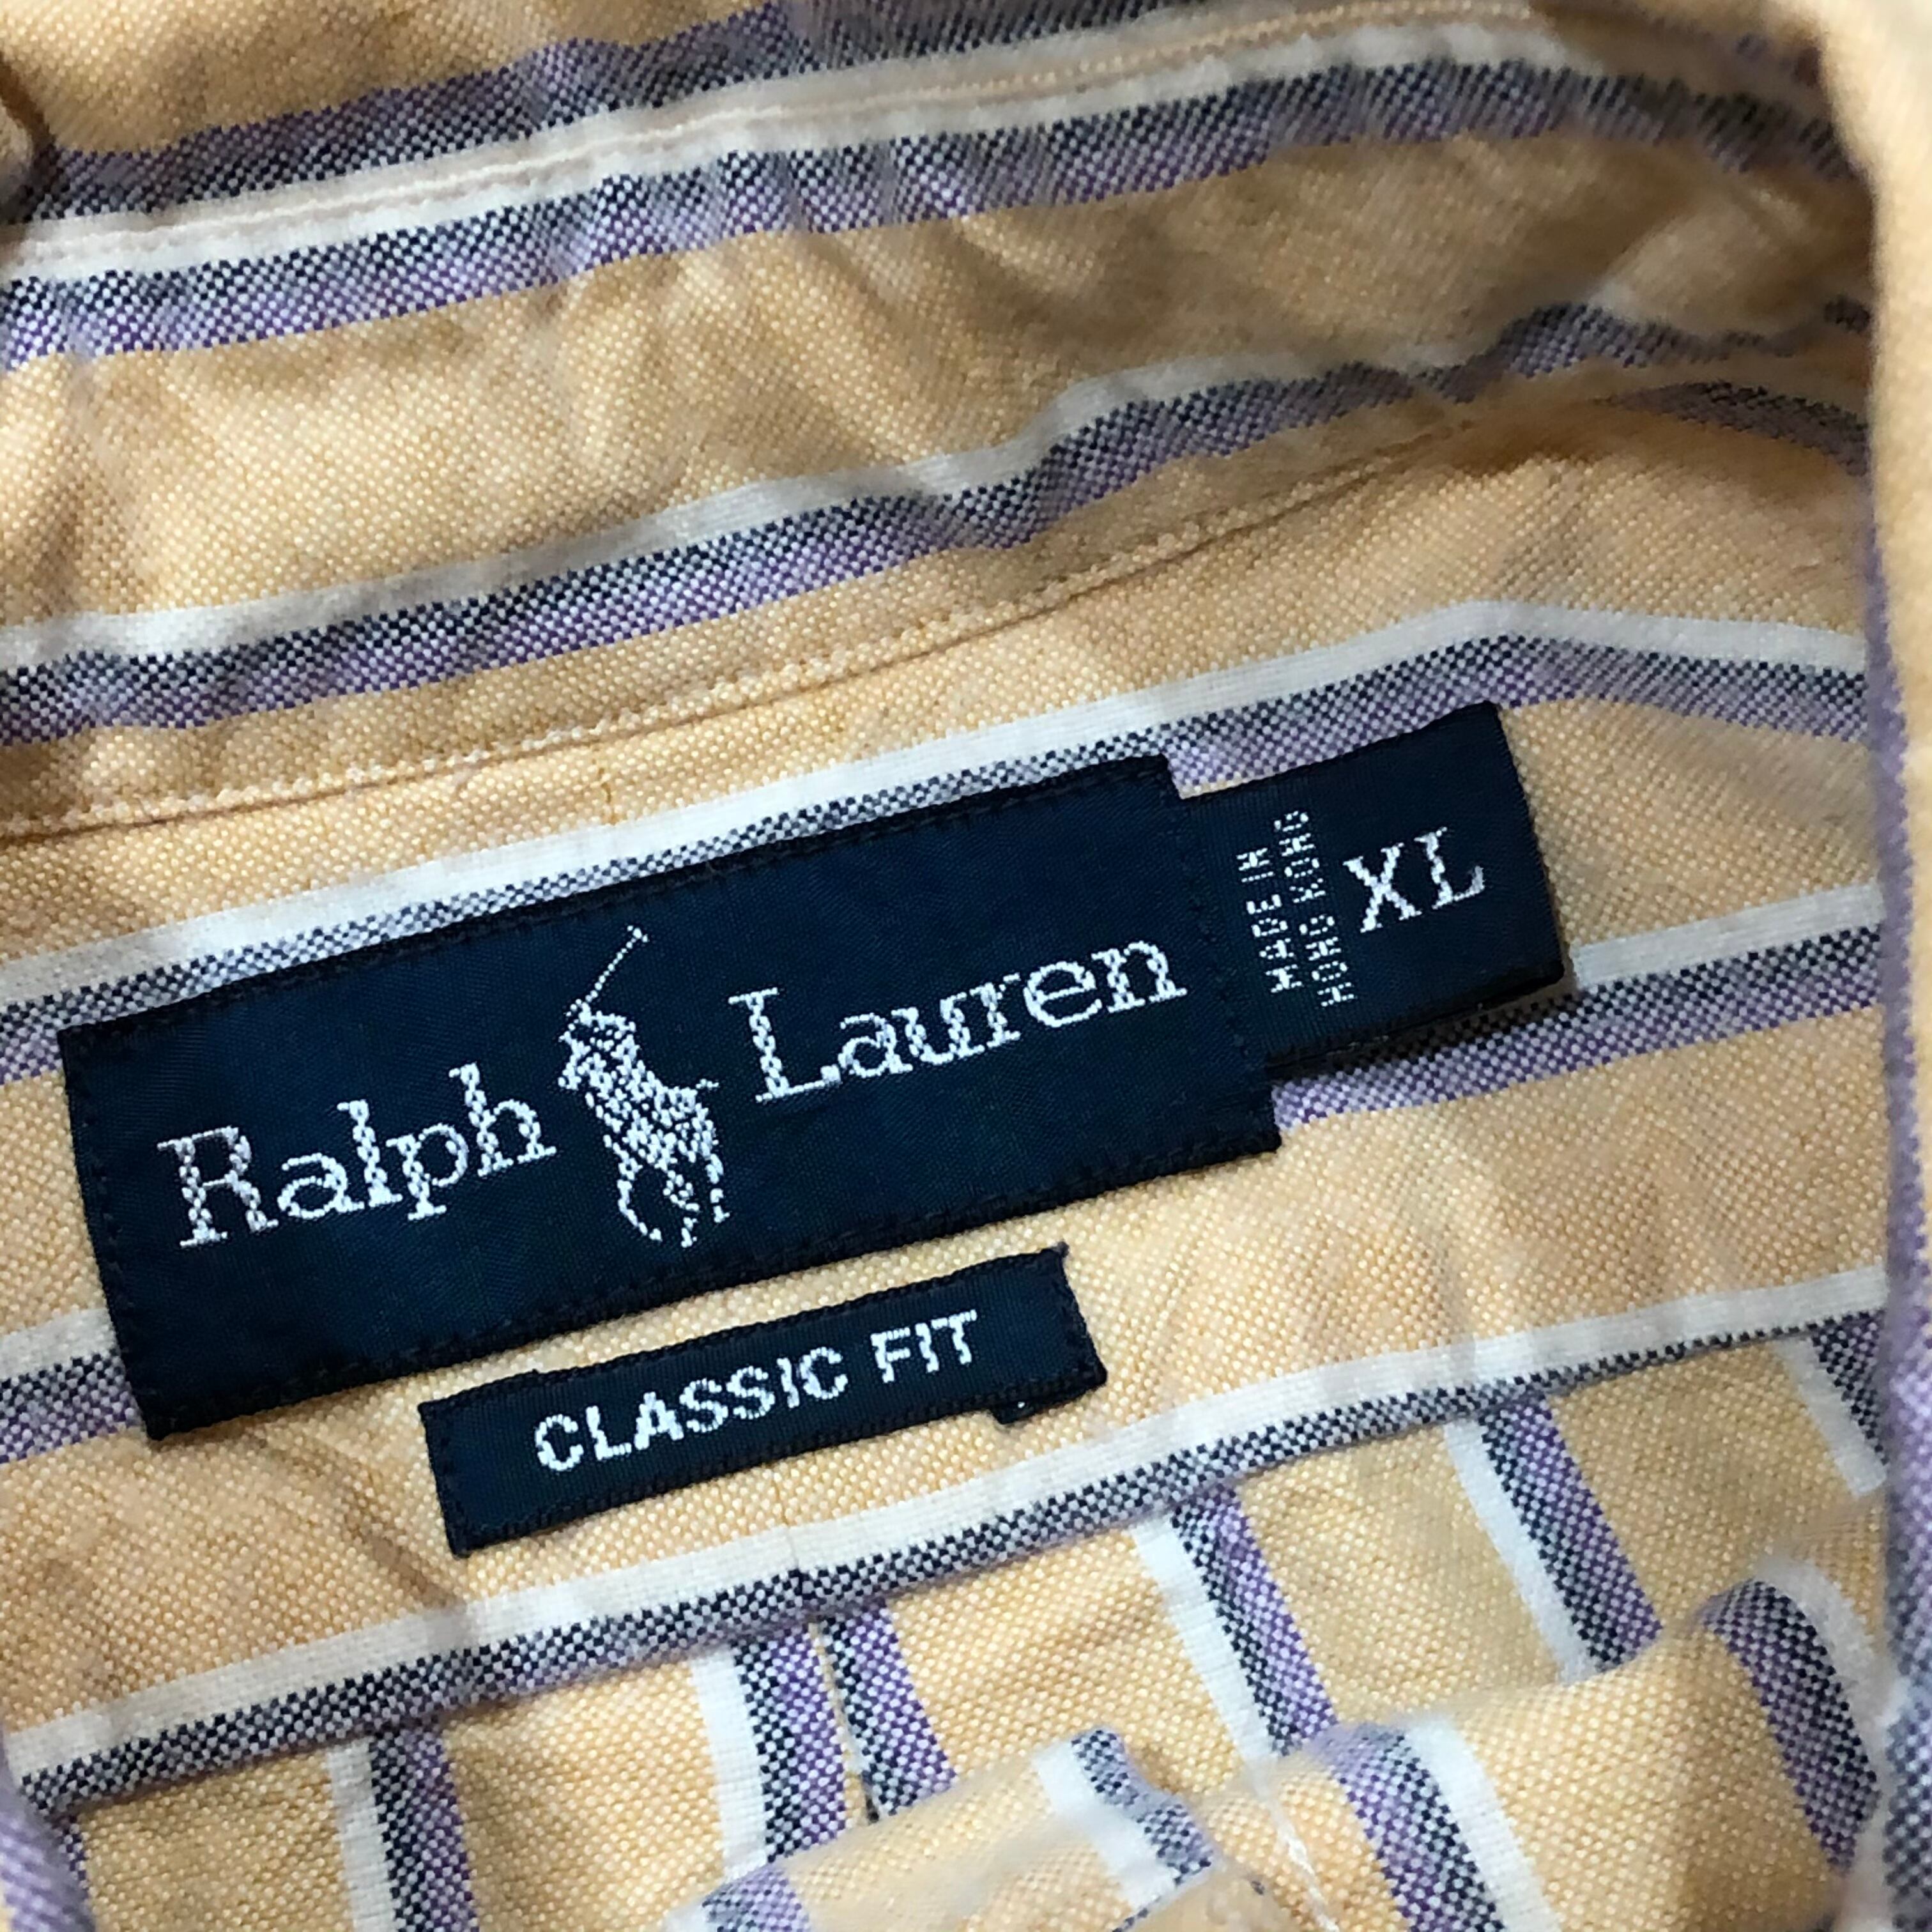 Ralph Lauren
MADE IN
HONG KONG
XL
CLASSIC FIT